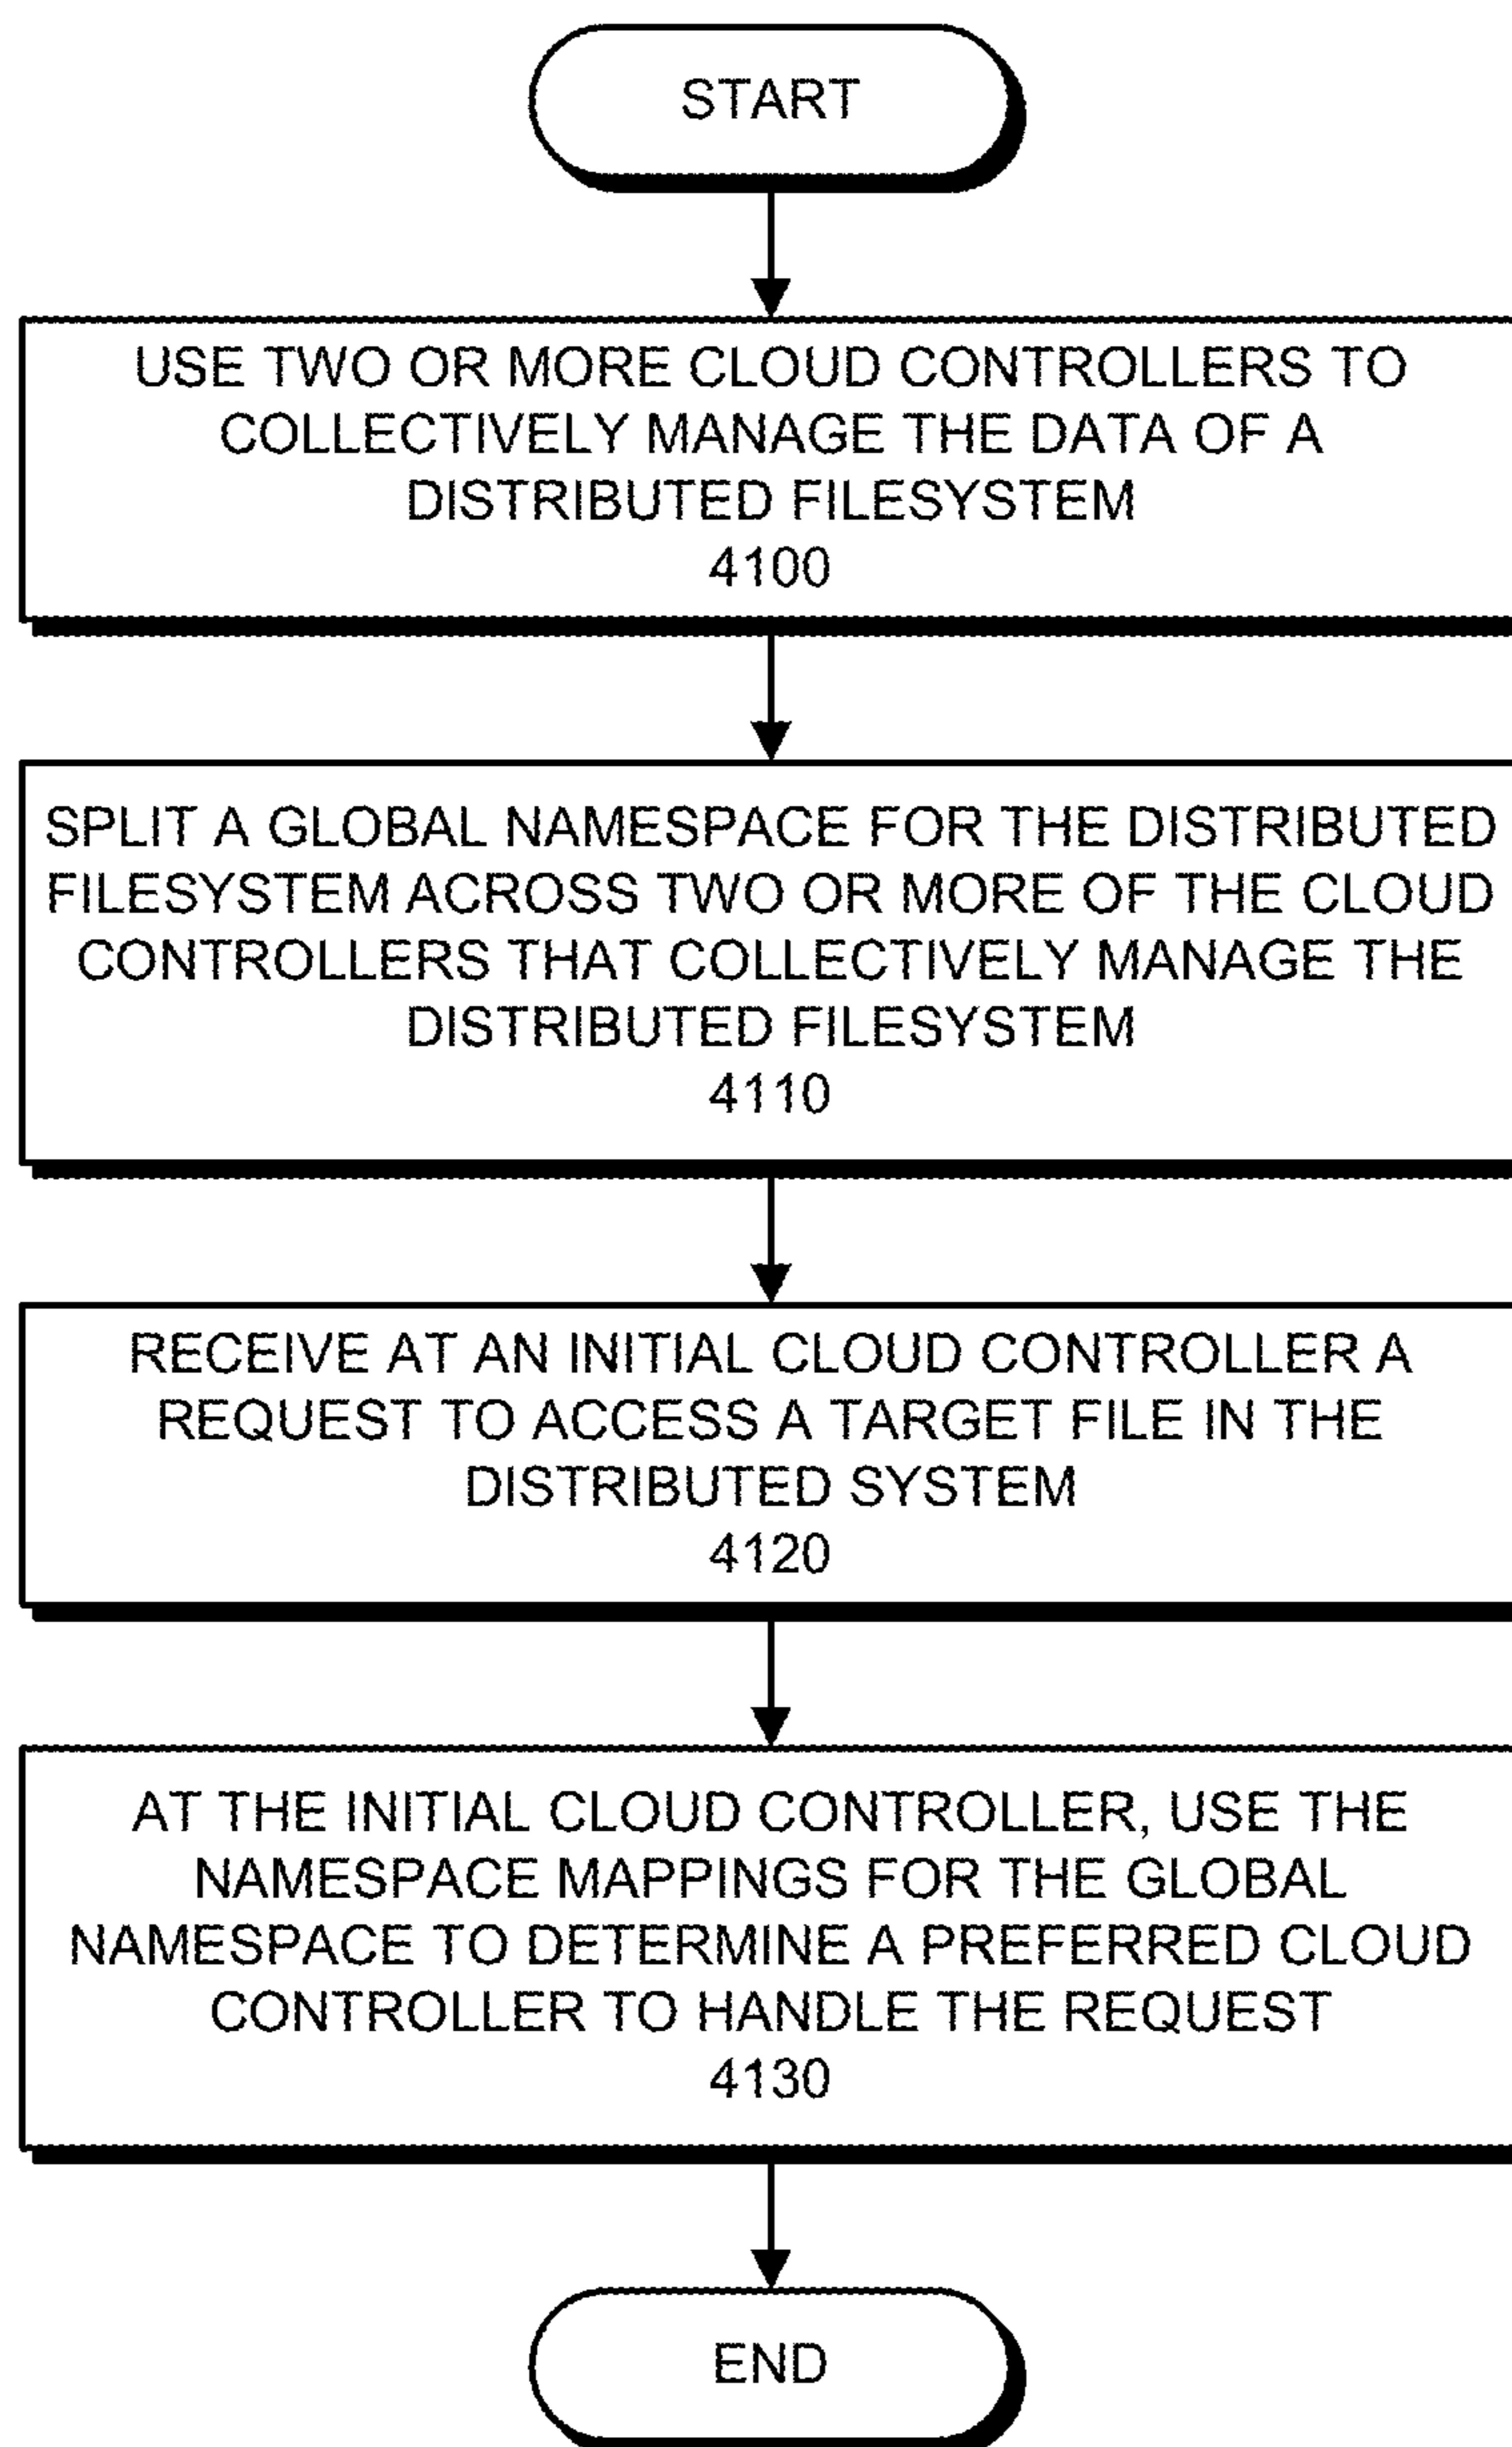 START
USE TWO OR MORE CLOUD CONTROLLERS TO
COLLECTIVELY MANAGE THE DATA OF A
DISTRIBUTED FILESYSTEM
4100
SPLIT A GLOBAL NAMESPACE FOR THE DISTRIBUTED
FILESYSTEM ACROSS TWO OR MORE OF THE CLOUD
CONTROLLERS THAT COLLECTIVELY MANAGE THE
DISTRIBUTED FILESYSTEM
4110
RECEIVE AT AN INITIAL CLOUD CONTROLLER A
REQUEST TO ACCESS A TARGET FILE IN THE
DISTRIBUTED SYSTEM
4120
AT THE INITIAL CLOUD CONTROLLER, USE THE
NAMESPACE MAPPINGS FOR THE GLOBAL
NAMESPACE TO DETERMINE A PREFERRED CLOUD
CONTROLLER TO HANDLE THE REQUEST
4130
END